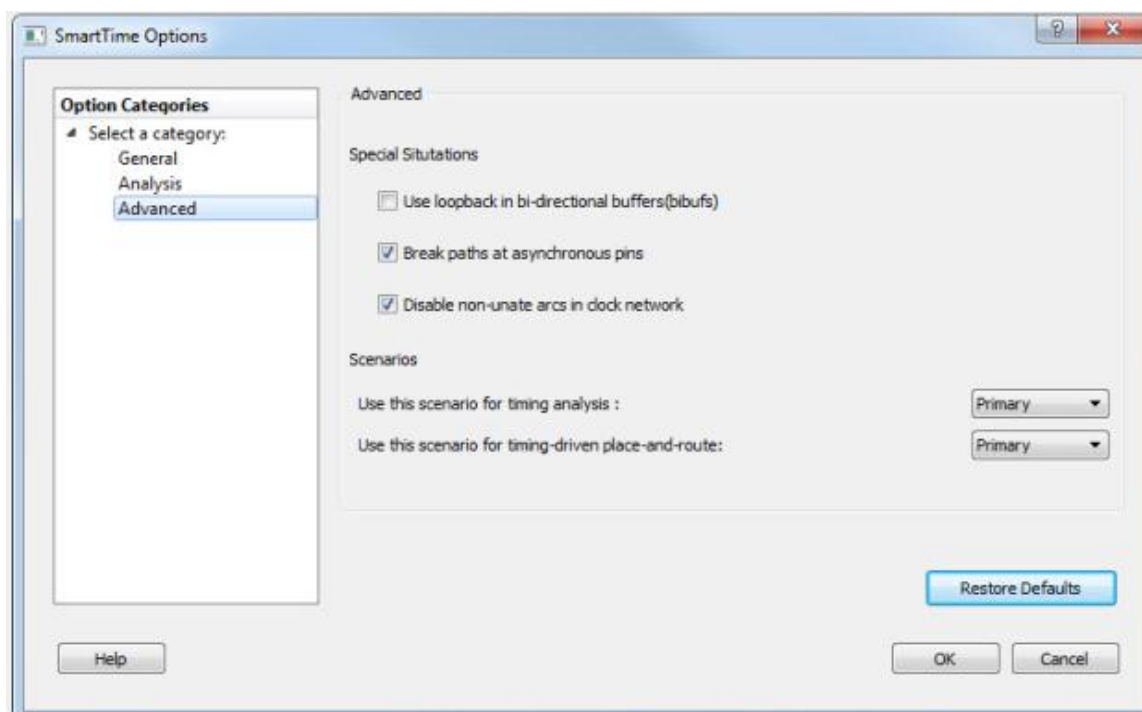 SmartTime Options
Option Categories
Select a category:
General
Analysis
Advanced
Advanced
Special Situtations
Use loopback in bi-directional buffers(bibufs)
Break paths at asynchronous pins
Disable non-unate arcs in clock network
Scenarios
Use this scenario for timing analysis :
Primary
Use this scenario for timing-driven place-and-route:
Primary
Restore Defaults
Help
OK
Cancel